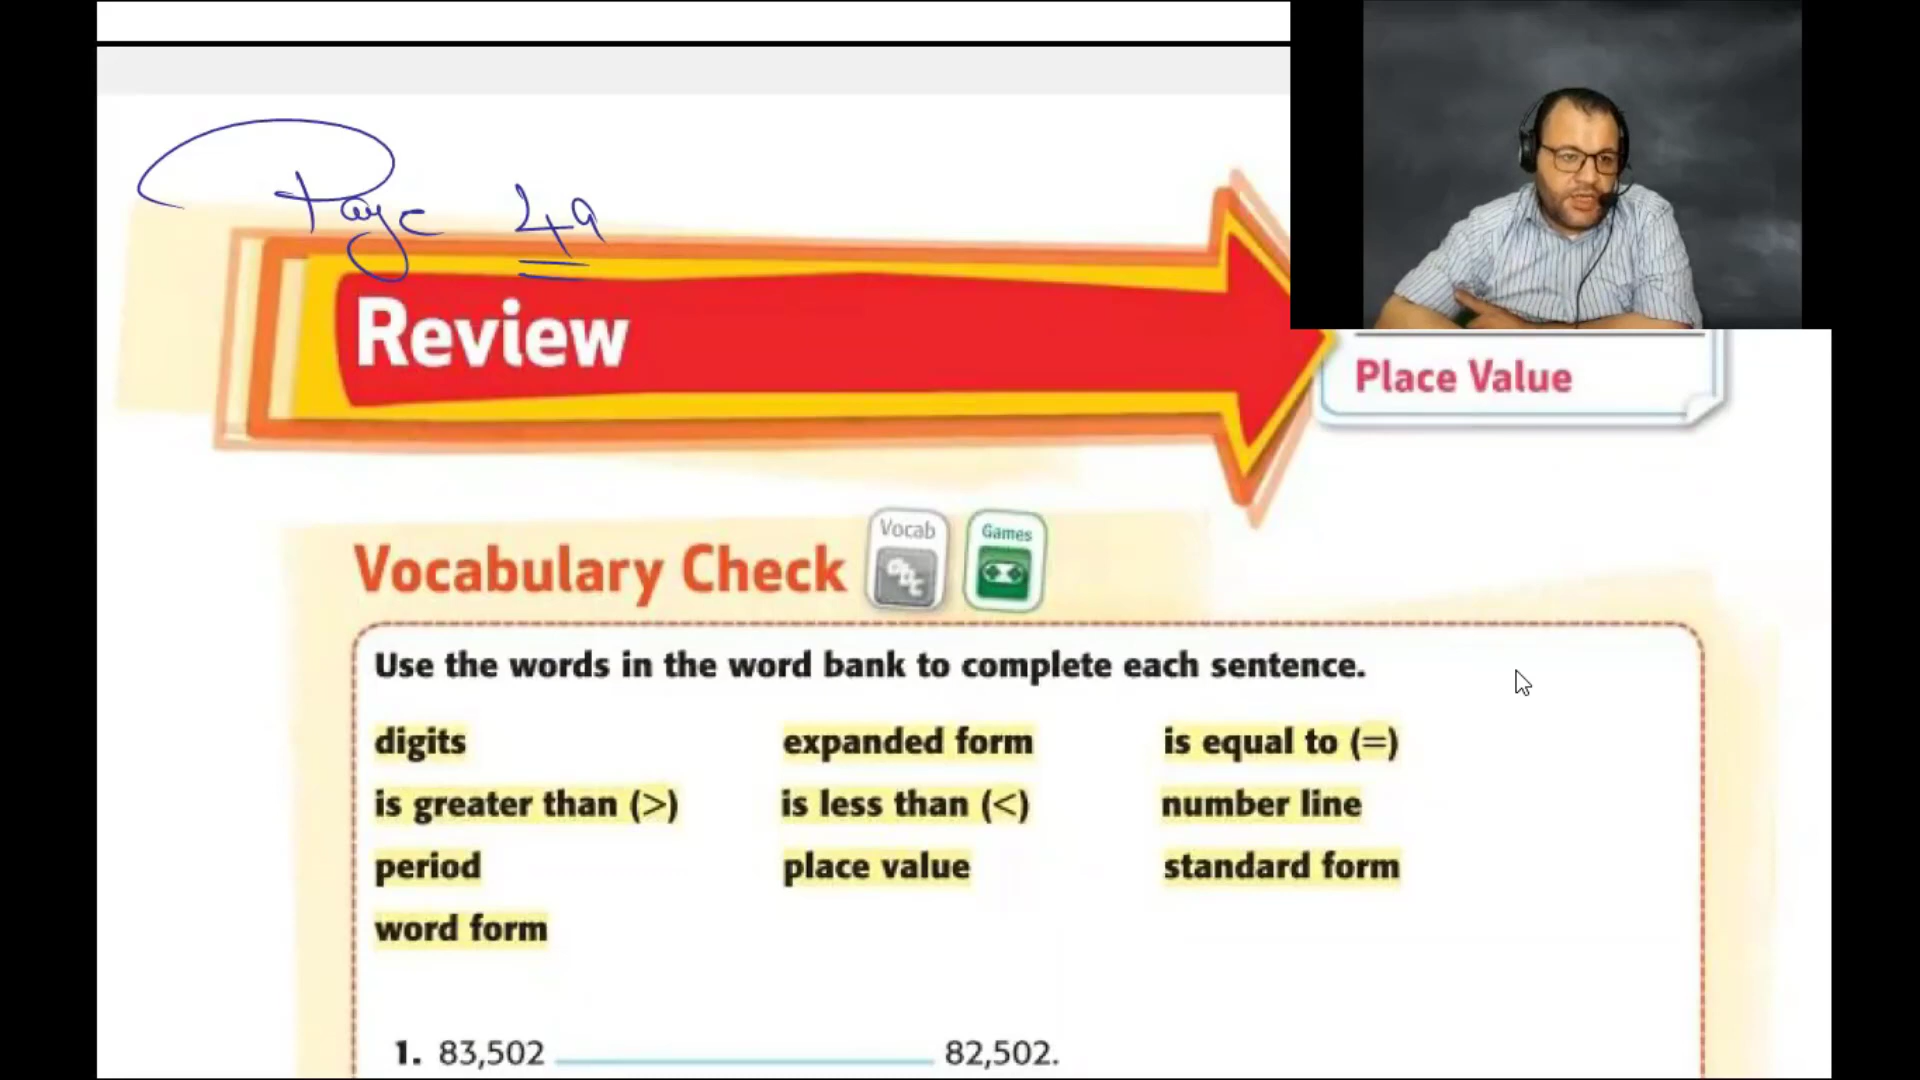 Page 49
Review
Place Value
Vocabulary Check
Vocab
Games
Use the words in the word bank to complete each sentence.
digits expanded form is equal to (=)
is greater than (>) is less than (<) number line
period place value standard form
word form
1. 83,502 ____________ 82,502.